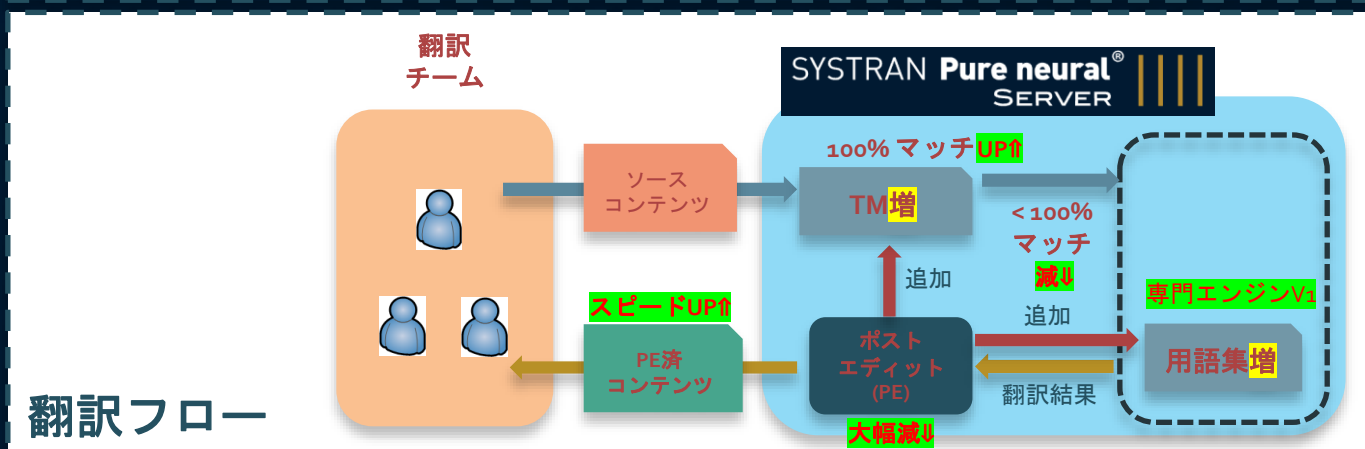 翻訳
チーム
SYSTRAN Pure neural®
SERVER
100% マッチUP⇑
ソース
コンテンツ
TM増
< 100%
マッチ
減⇓
追加
専門エンジンV1
スピードUP⇑
追加
ポスト
エディット
(PE)
PE済
コンテンツ
用語集増
翻訳結果
翻訳フロー
大幅減⇓